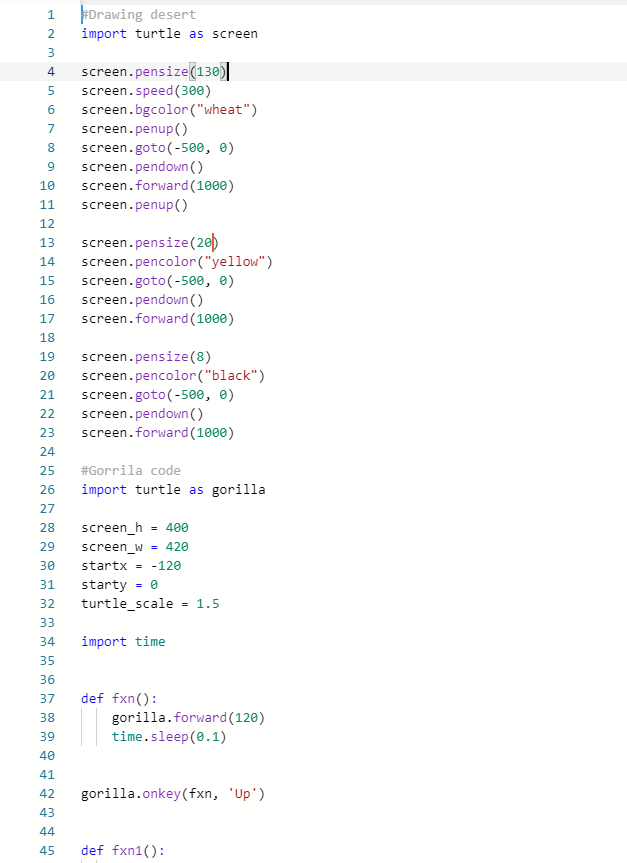 1 #Drawing desert
2 import turtle as screen
3
4 screen.pensize(130)
5 screen.speed(300)
6 screen.bgcolor("wheat")
7 screen.penup()
8 screen.goto(-500, 0)
9 screen.pendown()
10 screen.forward(1000)
11 screen.penup()
12
13 screen.pensize(20)
14 screen.pencolor("yellow")
15 screen.goto(-500, 0)
16 screen.pendown()
17 screen.forward(1000)
18
19 screen.pensize(8)
20 screen.pencolor("black")
21 screen.goto(-500, 0)
22 screen.pendown()
23 screen.forward(1000)
24
25 #Gorrila code
26 import turtle as gorilla
27
28 screen_h = 400
29 screen_w = 420
30 startx = -120
31 starty = 0
32 turtle_scale = 1.5
33
34 import time
35
36
37 def fxn():
38     gorilla.forward(120)
39     time.sleep(0.1)
40
41
42 gorilla.onkey(fxn, 'Up')
43
44
45 def fxn1():